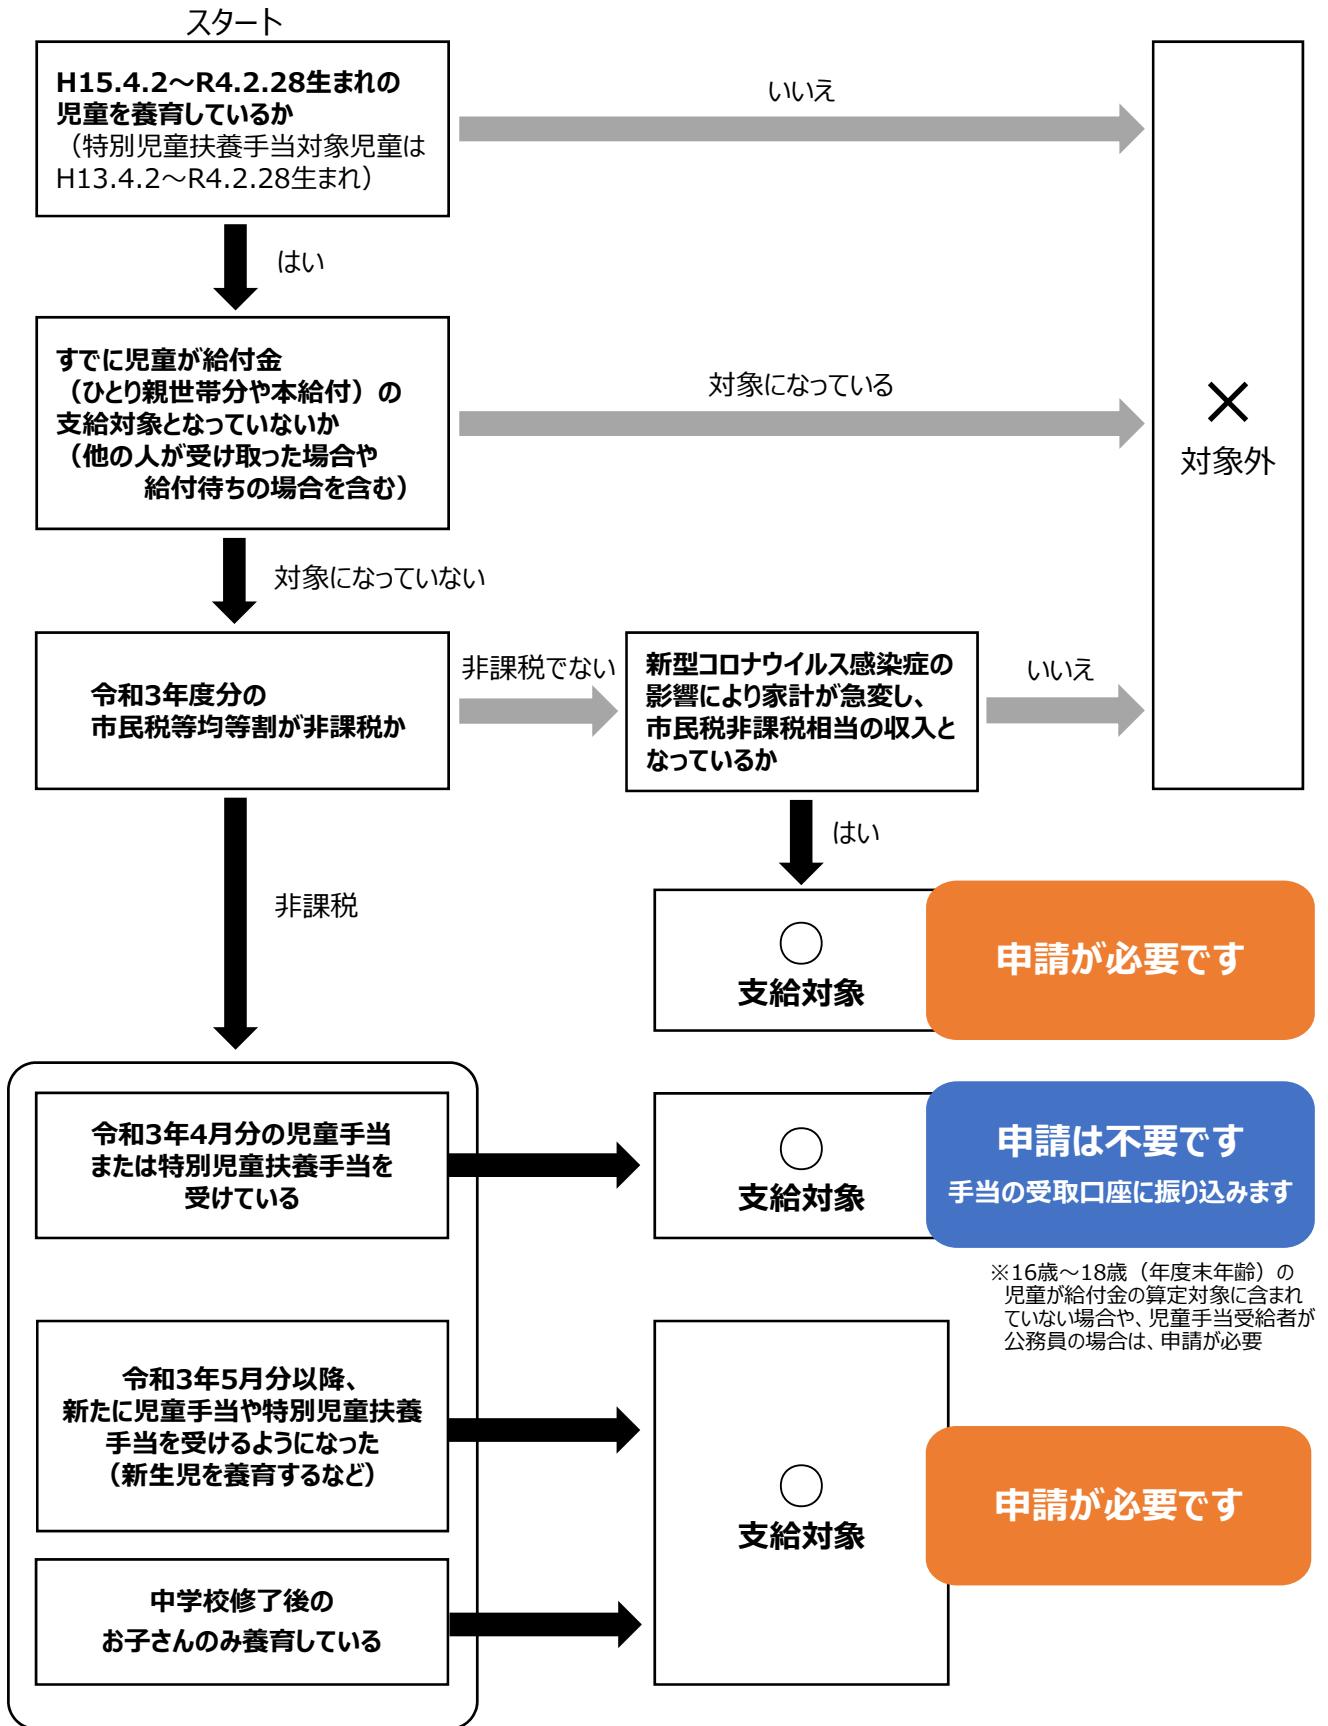 スタート
H15.4.2～R4.2.28生まれの
児童を養育しているか
（特別児童扶養手当対象児童は
H13.4.2～R4.2.28生まれ）
いいえ
はい
すでに児童が給付金
（ひとり親世帯分や本給付）の
支給対象となっていないか
（他の人が受け取った場合や
給付待ちの場合を含む）
対象になっている
×
対象外
対象になっていない
令和3年度分の
市民税等均等割が非課税か
非課税でない
新型コロナウイルス感染症の
影響により家計が急変し、
市民税非課税相当の収入と
なっているか
いいえ
はい
非課税
○
支給対象
申請が必要です
令和3年4月分の児童手当
または特別児童扶養手当を
受けている
○
支給対象
申請は不要です
手当の受取口座に振り込みます
※16歳～18歳（年度末年齢）の
児童が給付金の算定対象に含まれ
ていない場合や、児童手当受給者が
公務員の場合は、申請が必要
令和3年5月分以降、
新たに児童手当や特別児童扶養
手当を受けるようになった
（新生児を養育するなど）
中学校修了後の
お子さんのみ養育している
○
支給対象
申請が必要です